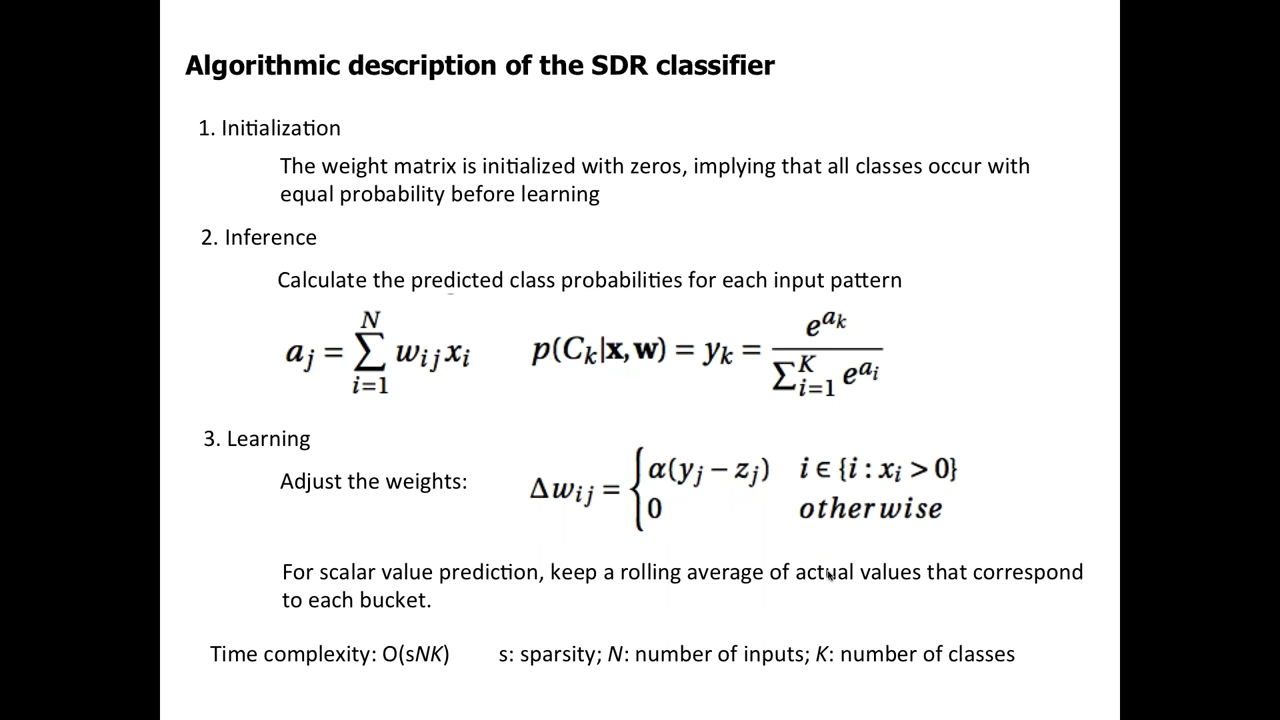 Algorithmic description of the SDR classifier
1. Initialization
The weight matrix is initialized with zeros, implying that all classes occur with
equal probability before learning
2. Inference
Calculate the predicted class probabilities for each input pattern
a_j = ∑_{i=1}^{N} w_{ij} x_i    p(C_k|𝐱,𝐰) = y_k = e^{a_k} / ∑_{i=1}^{K} e^{a_i}
3. Learning
Adjust the weights: Δw_{ij} = { α(y_j − z_j)  i ∈ {i : x_i > 0}
0  otherwise
For scalar value prediction, keep a rolling average of actual values that correspond
to each bucket.
Time complexity: O(sNK)    s: sparsity; N: number of inputs; K: number of classes